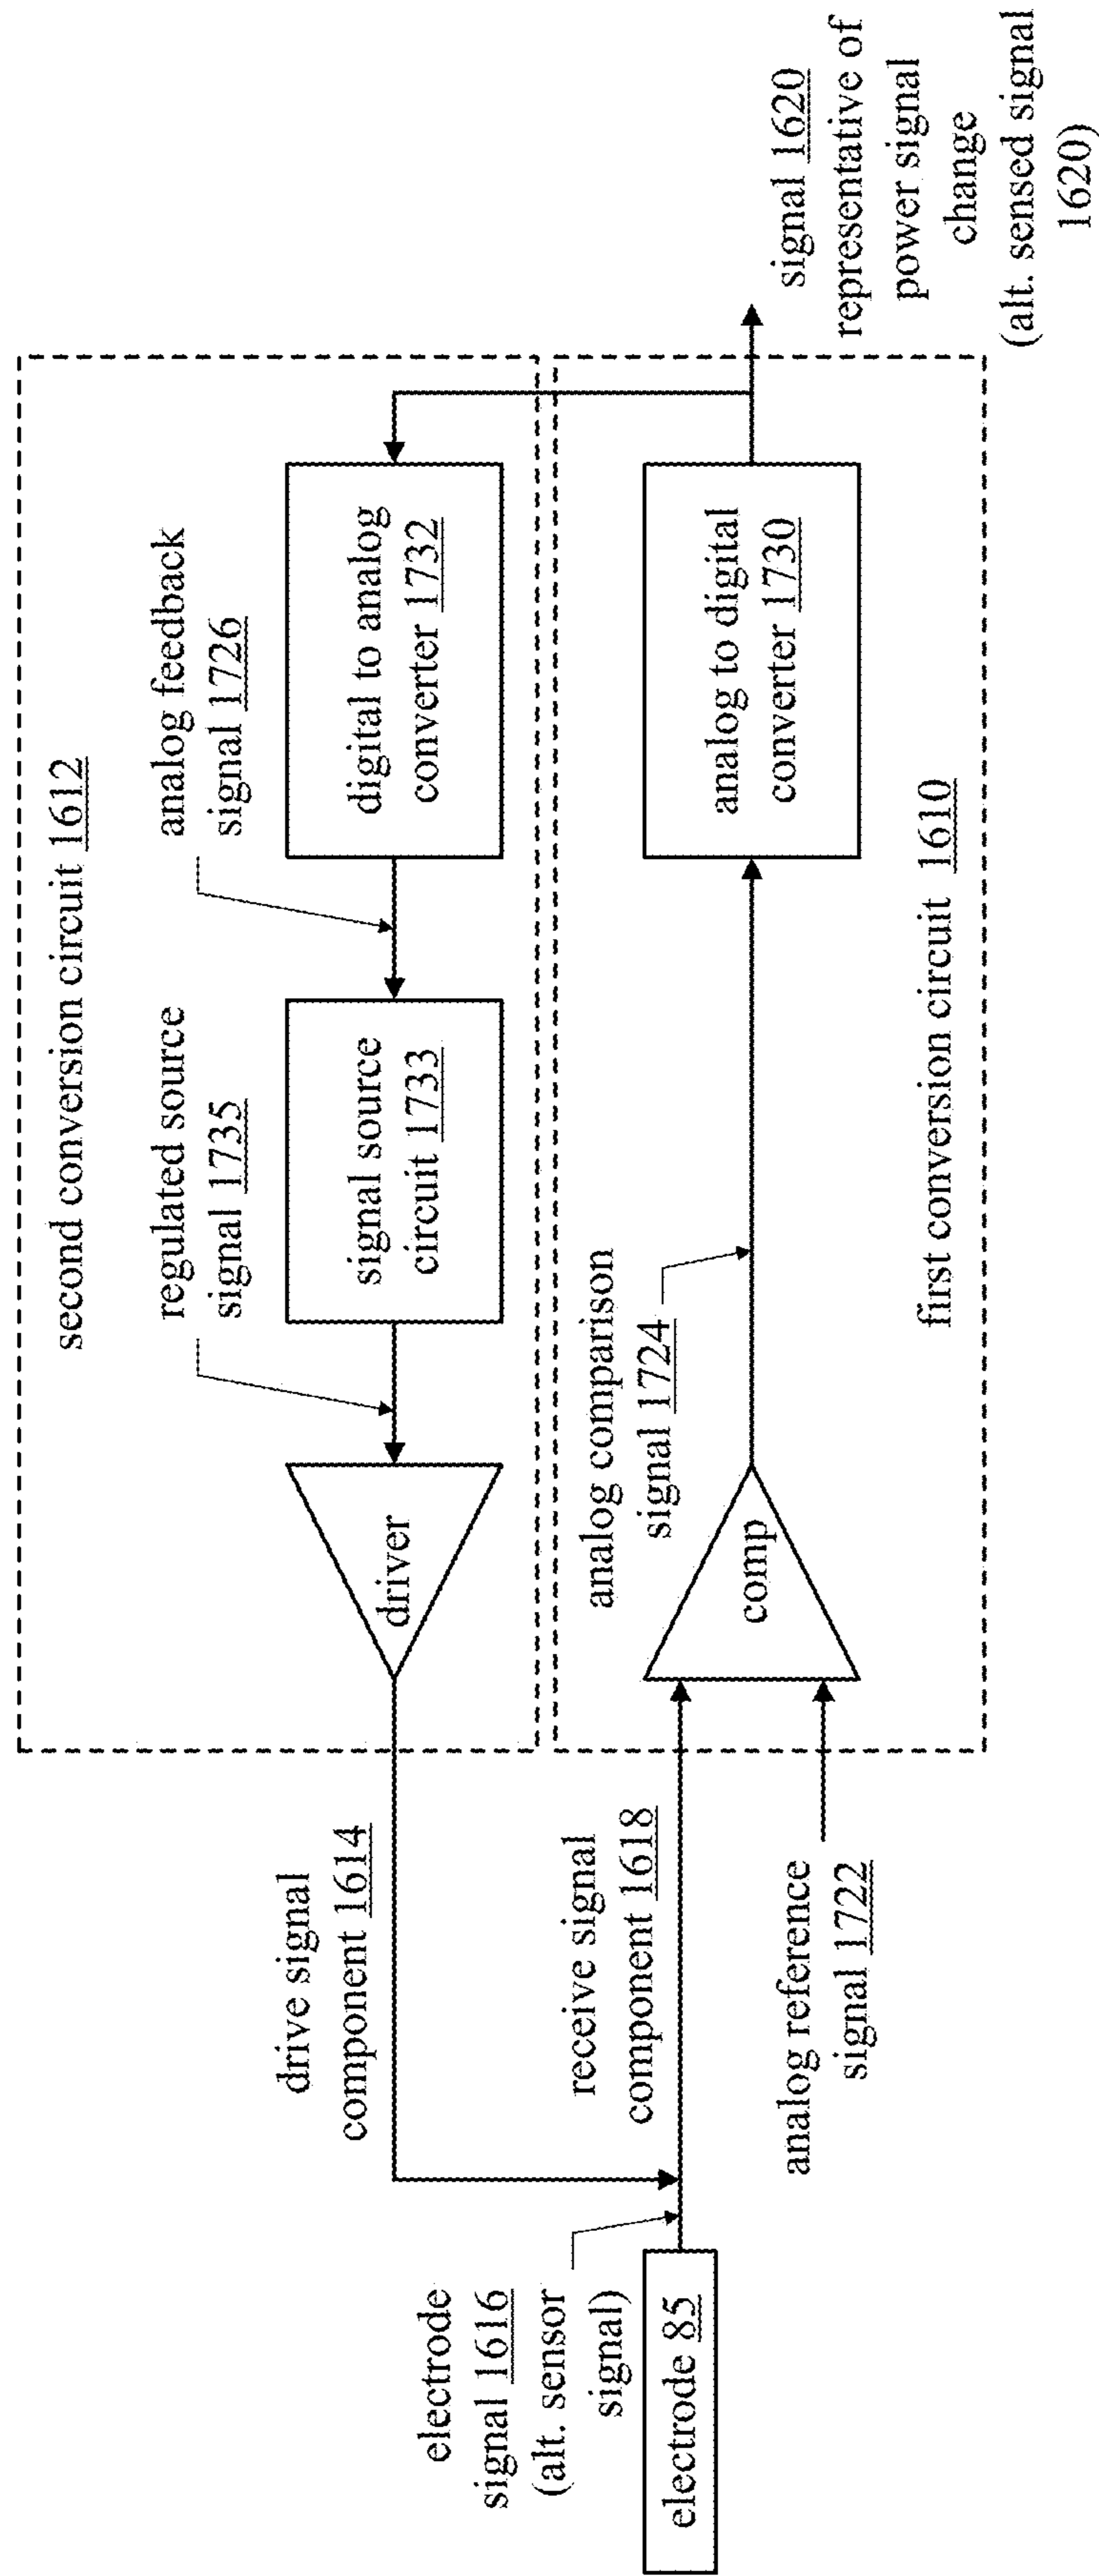 second conversion circuit 1612
regulated source
signal 1735
analog feedback
signal 1726
driver
signal source
circuit 1733
digital to analog
converter 1732
drive signal
component 1614
electrode
signal 1616
(alt. sensor
signal)
electrode 85
receive signal
component 1618
analog reference
signal 1722
analog comparison
signal 1724
comp
analog to digital
converter 1730
first conversion circuit 1610
signal 1620
representative of
power signal
change
(alt. sensed signal
1620)